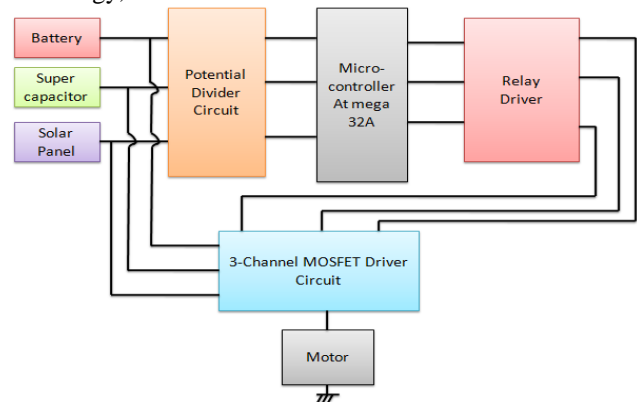 gy,
Battery
Super
capacitor
Solar
Panel
Potential
Divider
Circuit
Micro-
controller
At mega
32A
Relay
Driver
3-Channel MOSFET Driver
Circuit
Motor